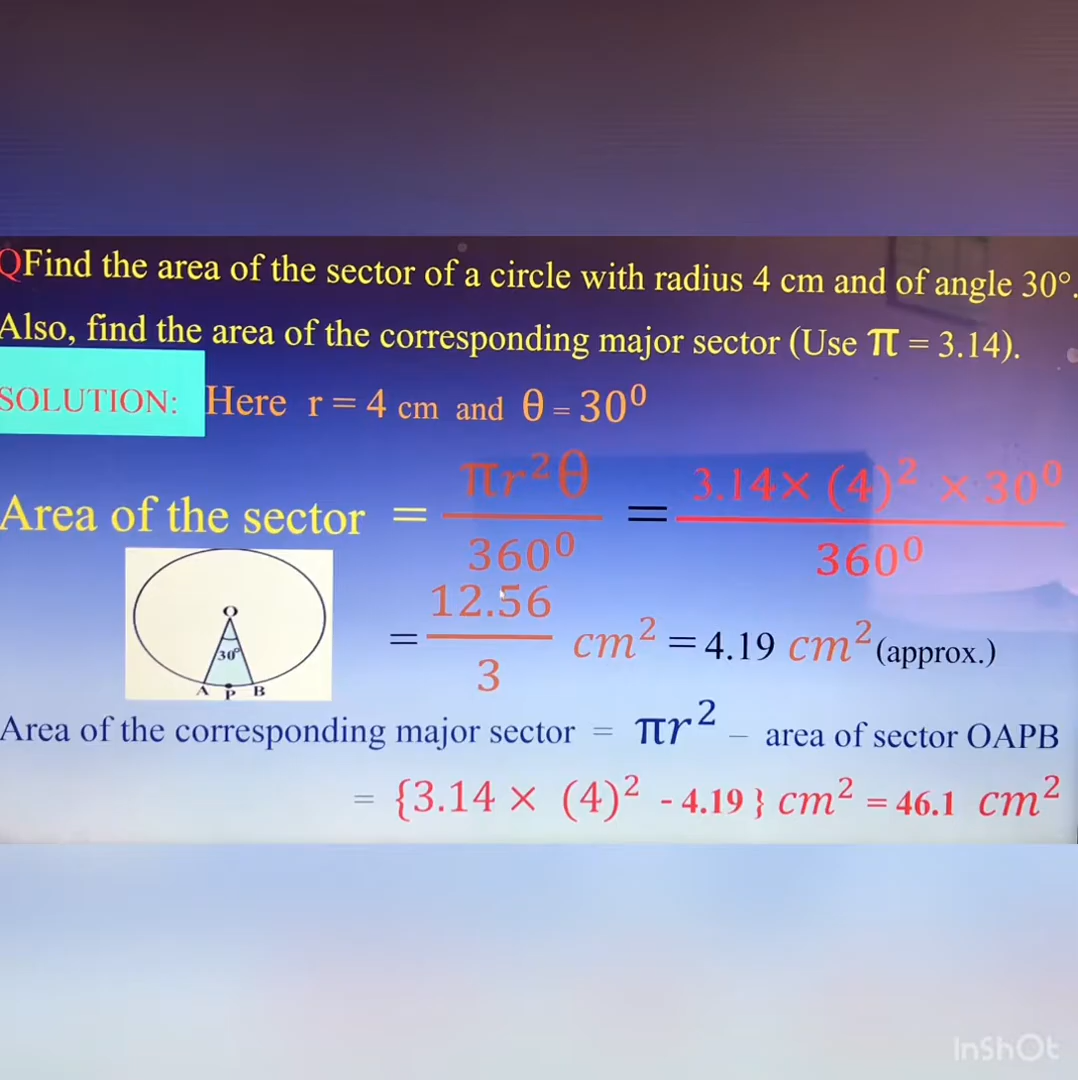 QFind the area of the sector of a circle with radius 4 cm and of angle 30°.
Also, find the area of the corresponding major sector (Use π = 3.14).
SOLUTION: Here r = 4 cm and θ = 30⁰
Area of the sector = πr²θ / 360⁰ = 3.14× (4)² × 30⁰ / 360⁰
= 12.56 / 3 cm² = 4.19 cm² (approx.)
O
30°
A P B
Area of the corresponding major sector = πr² – area of sector OAPB
= {3.14 × (4)² - 4.19 } cm² = 46.1 cm²
InShOt